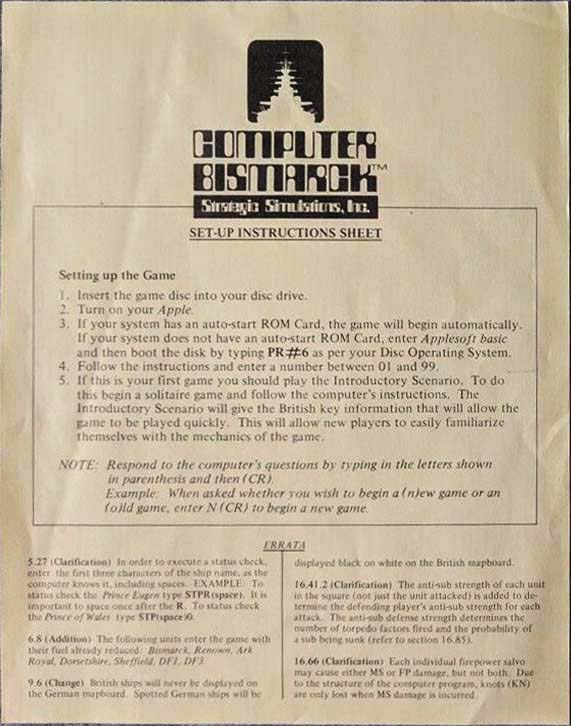 COMPUTER
BISMARCK™
Strategic Simulations, Inc.
SET-UP INSTRUCTIONS SHEET
Setting up the Game
1. Insert the game disc into your disc drive.
2. Turn on your Apple.
3. If your system has an auto-start ROM Card, the game will begin automatically.
If your system does not have an auto-start ROM Card, enter Applesoft basic
and then boot the disk by typing PR#6 as per your Disc Operating System.
4. Follow the instructions and enter a number between 01 and 99.
5. If this is your first game you should play the Introductory Scenario. To do
this begin a solitaire game and follow the computer's instructions. The
Introductory Scenario will give the British key information that will allow the
game to be played quickly. This will allow new players to easily familiarize
themselves with the mechanics of the game.
NOTE: Respond to the computer's questions by typing in the letters shown
in parenthesis and then (CR).
Example: When asked whether you wish to begin a (n)ew game or an
(o)ld game, enter N (CR) to begin a new game.
ERRATA
5.27 (Clarification) In order to execute a status check,
enter the first three characters of the ship name, as the
computer knows it, including spaces. EXAMPLE: To
status check the Prince Eugen type STPR(space). It is
important to space once after the R. To status check
the Prince of Wales type STP(space)0.
6.8 (Addition) The following units enter the game with
their fuel already reduced: Bismarck, Renown, Ark
Royal, Dorsetshire, Sheffield, DF1, DF3.
9.6 (Change) British ships will never be displayed on
the German mapboard. Spotted German ships will be
displayed black on white on the British mapboard.
16.41.2 (Clarification) The anti-sub strength of each unit
in the square (not just the unit attacked) is added to de-
termine the defending player's anti-sub strength for each
attack. The anti-sub defense strength determines the
number of torpedo factors fired and the probability of
a sub being sunk (refer to section 16.85).
16.66 (Clarification) Each individual firepower salvo
may cause either MS or FP damage, but not both. Due
to the structure of the computer program, knots (KN)
are only lost when MS damage is incurred.